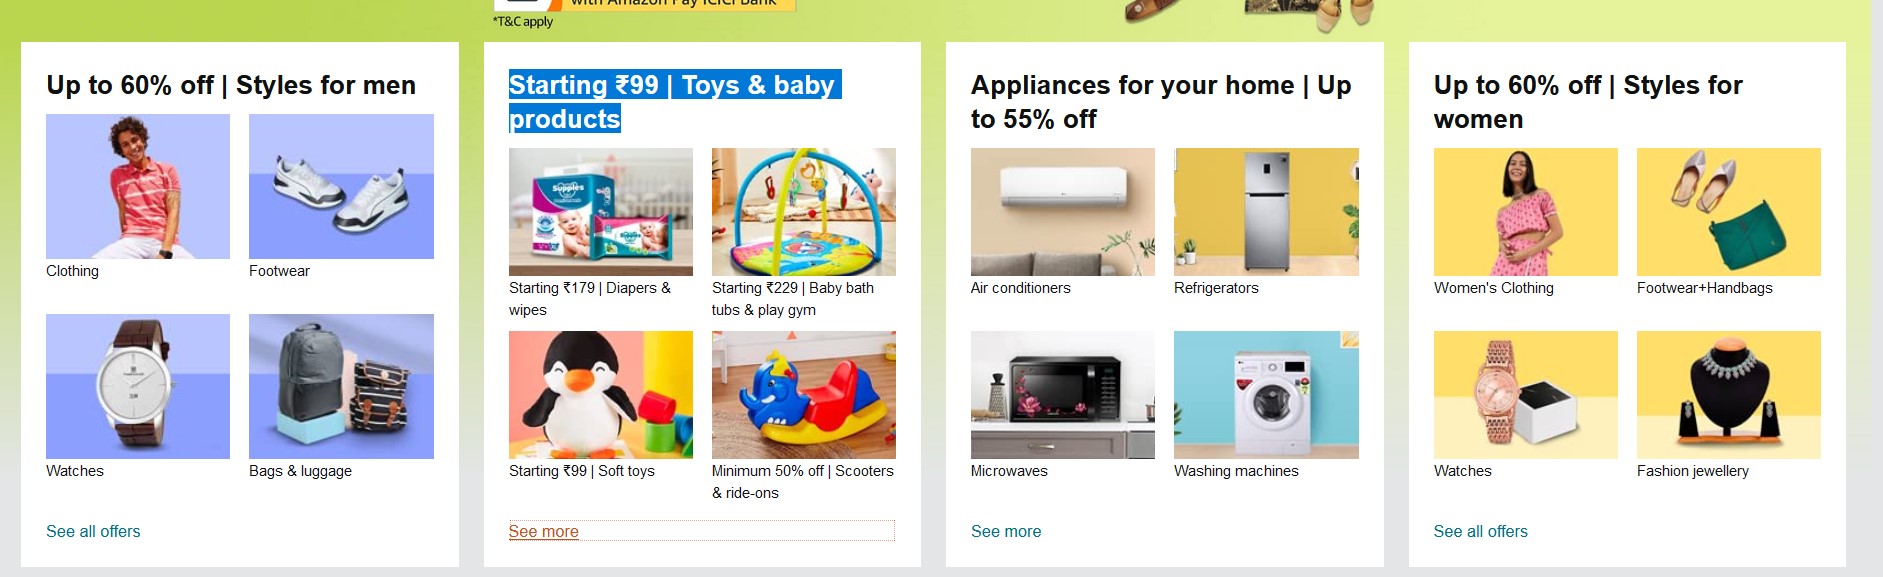 with Amazon Pay ICICI Bank
*T&C apply
Up to 60% off | Styles for men
Clothing
Footwear
Watches
Bags & luggage
See all offers
Starting ₹99 | Toys & baby
products
Supples
Supples
Starting ₹179 | Diapers &
wipes
Starting ₹229 | Baby bath
tubs & play gym
Starting ₹99 | Soft toys
Minimum 50% off | Scooters
& ride-ons
See more
Appliances for your home | Up
to 55% off
Air conditioners
Refrigerators
Microwaves
Washing machines
See more
Up to 60% off | Styles for
women
Women's Clothing
Footwear+Handbags
Watches
Fashion jewellery
See all offers